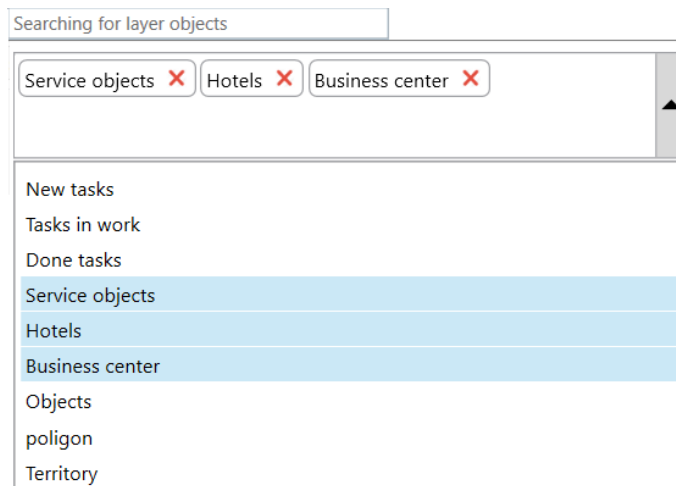 Searching for layer objects
Service objects Hotels Business center
New tasks
Tasks in work
Done tasks
Service objects
Hotels
Business center
Objects
poligon
Territory